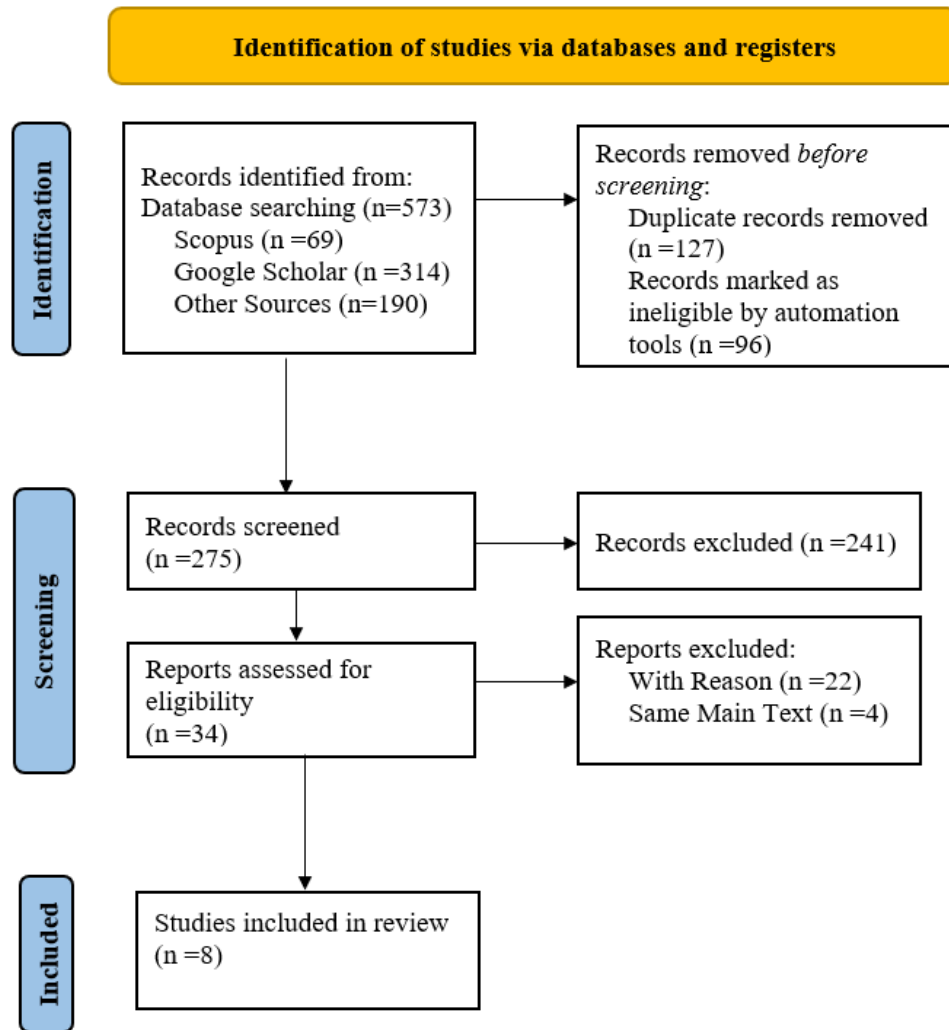 Identification of studies via databases and registers
Identification
Records identified from:
Database searching (n=573)
Scopus (n =69)
Google Scholar (n =314)
Other Sources (n=190)
Records removed before
screening:
Duplicate records removed
(n =127)
Records marked as
ineligible by automation
tools (n =96)
Screening
Records screened
(n =275)
Records excluded (n =241)
Reports assessed for
eligibility
(n =34)
Reports excluded:
With Reason (n =22)
Same Main Text (n =4)
Included
Studies included in review
(n =8)